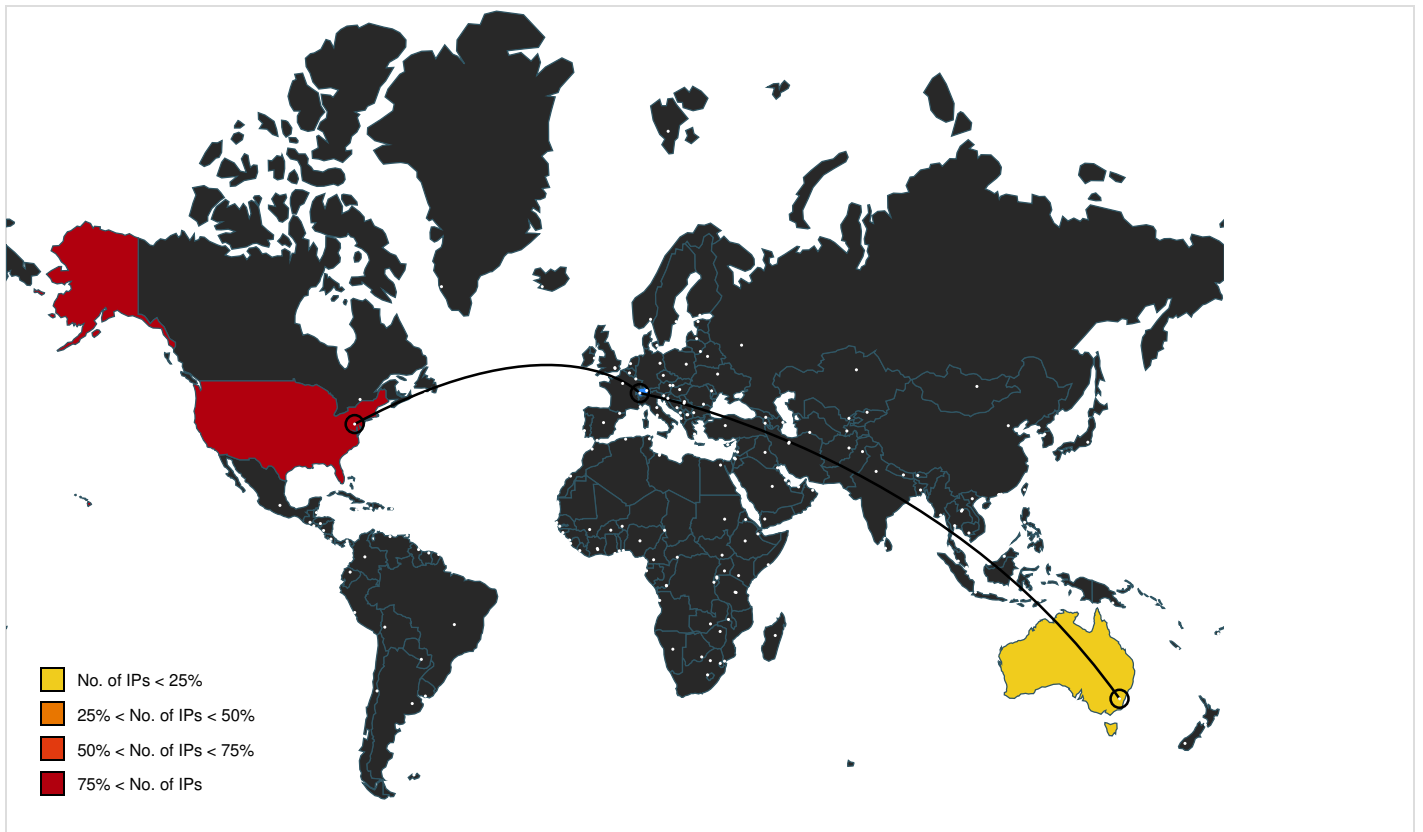 No. of IPs < 25%
25% < No. of IPs < 50%
50% < No. of IPs < 75%
75% < No. of IPs